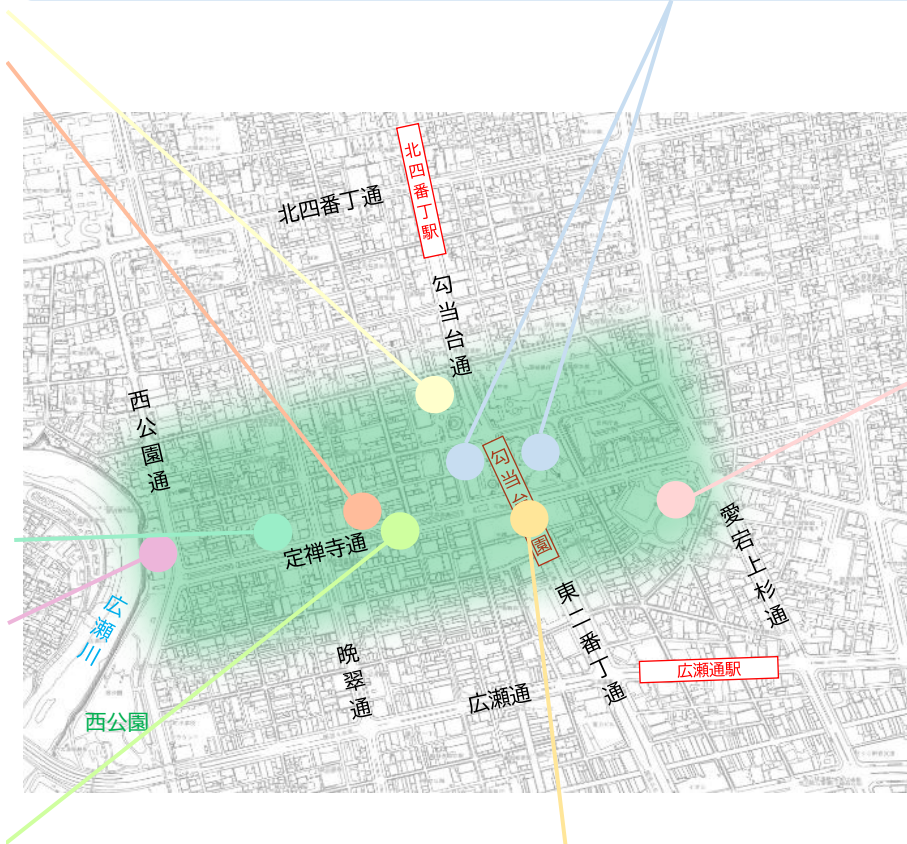 北四番丁駅
北四番丁通
勾当台通
西公園通
勾当台
園
定禅寺通
愛宕上杉通
広瀬川
東二番丁通
晩翠通
広瀬通駅
広瀬通
西公園